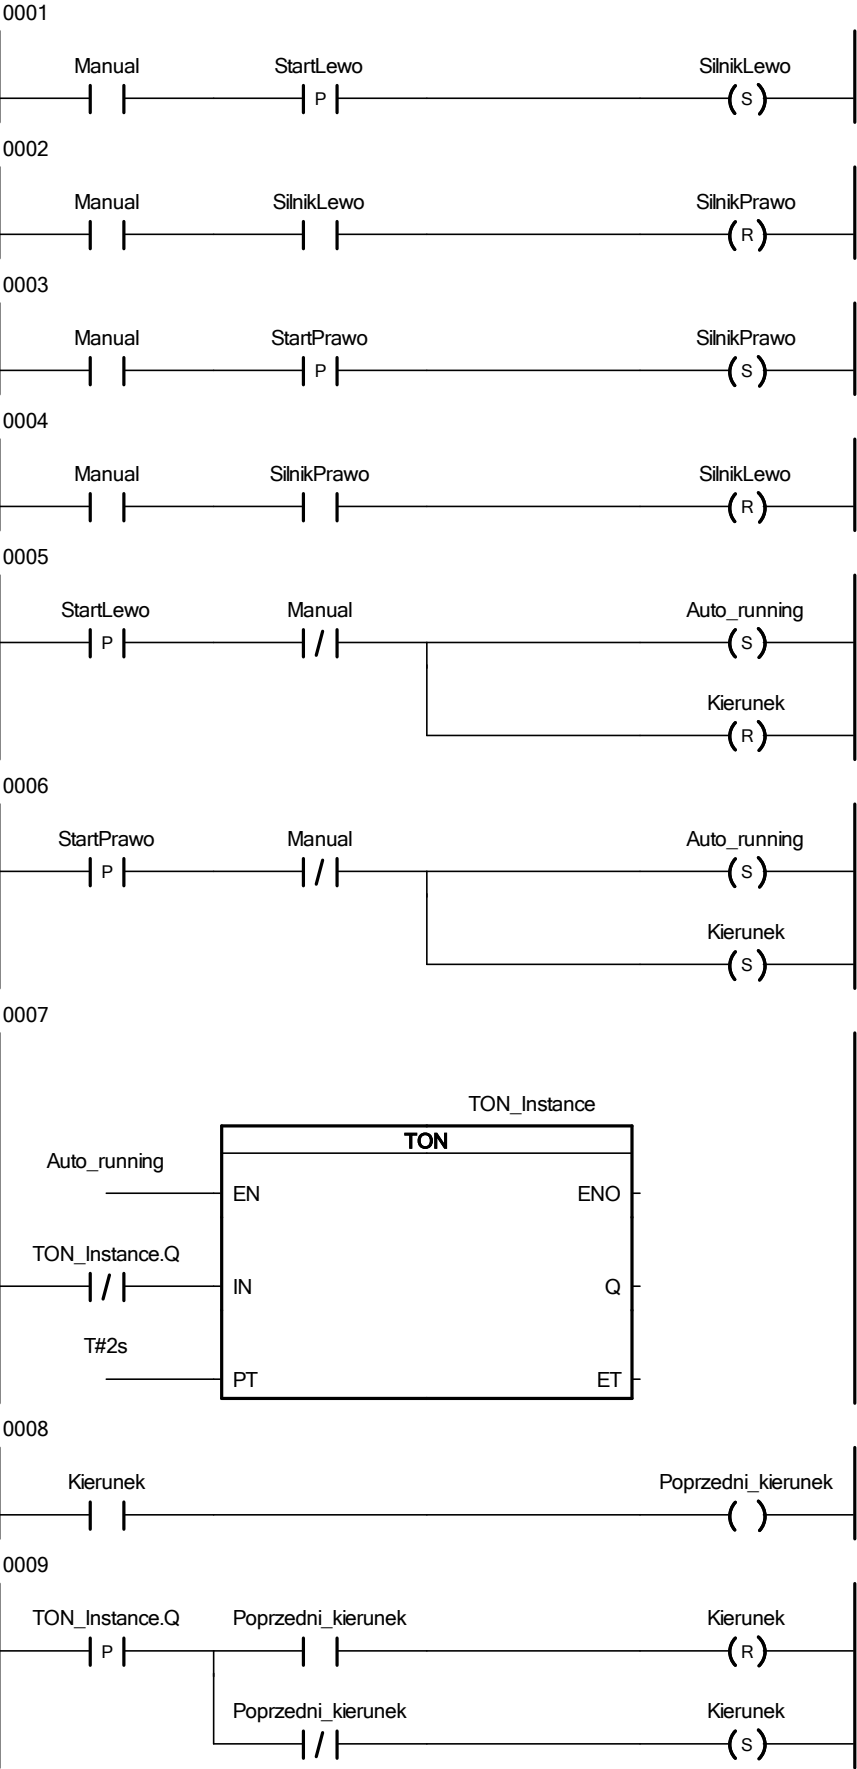 0001
Manual StartLewo SilnikLewo
P S
0002
Manual SilnikLewo SilnikPrawo
R
0003
Manual StartPrawo SilnikPrawo
P S
0004
Manual SilnikPrawo SilnikLewo
R
0005
StartLewo Manual Auto_running
P / S
Kierunek
R
0006
StartPrawo Manual Auto_running
P / S
Kierunek
S
0007
TON_Instance
TON
Auto_running
EN ENO
TON_Instance.Q
/ IN Q
T#2s
PT ET
0008
Kierunek Poprzedni_kierunek
0009
TON_Instance.Q Poprzedni_kierunek Kierunek
P R
Poprzedni_kierunek Kierunek
/ S